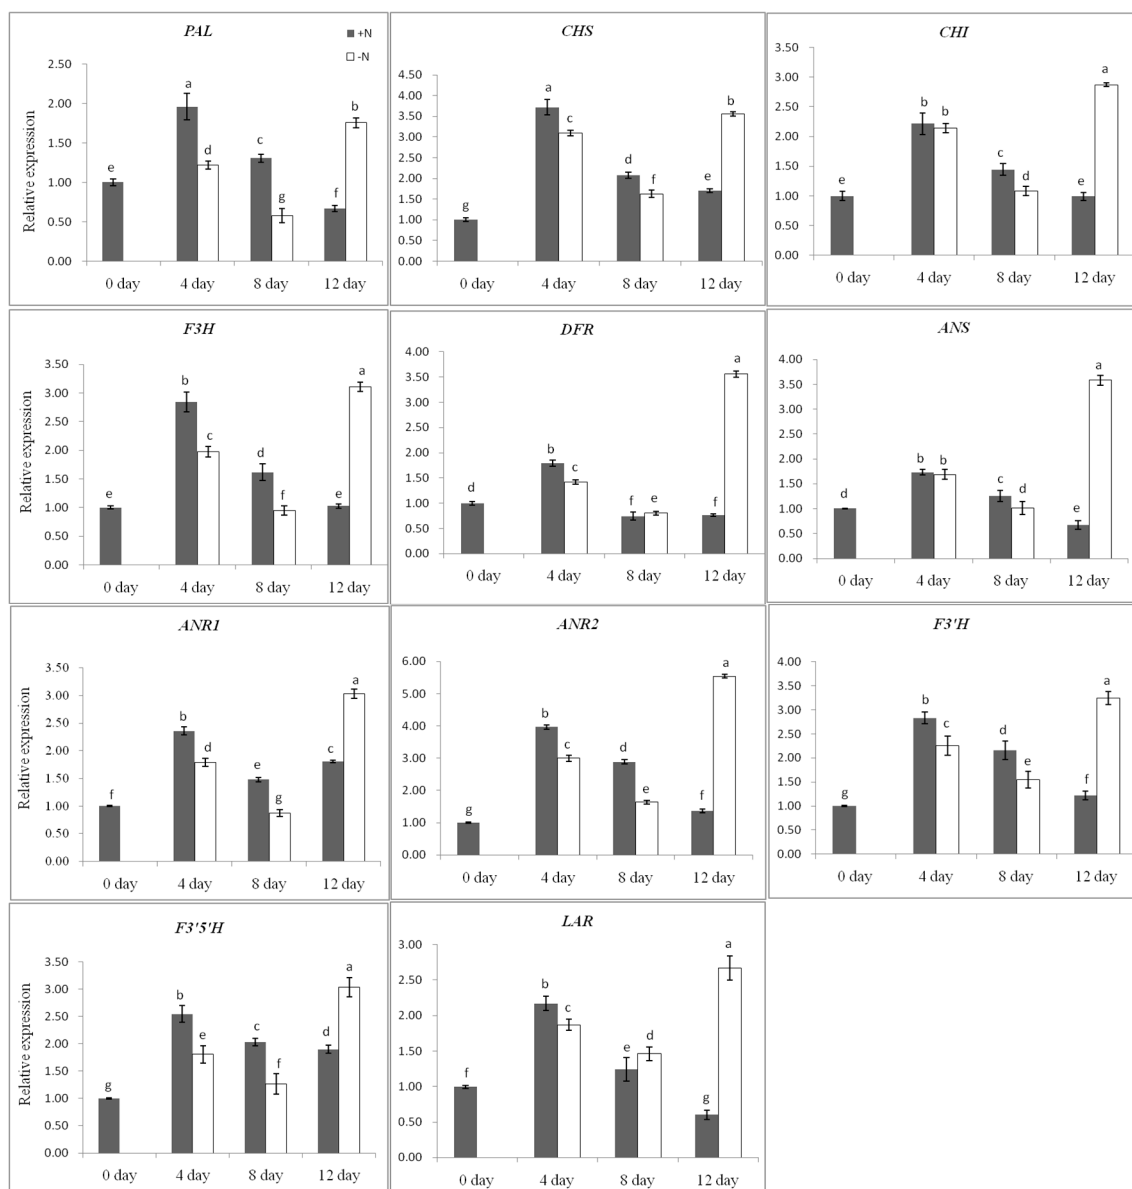 PAL
+N
-N
Relative expression
2.50
2.00
1.50
1.00
0.50
0.00
e
a
d
c
g
f
b
0 day 4 day 8 day 12 day
CHS
4.50
4.00
3.50
3.00
2.50
2.00
1.50
1.00
0.50
0.00
g
a
c
d
f
e
b
0 day 4 day 8 day 12 day
CHI
3.50
3.00
2.50
2.00
1.50
1.00
0.50
0.00
e
b
b
c
d
e
a
0 day 4 day 8 day 12 day
F3H
Relative expression
3.50
3.00
2.50
2.00
1.50
1.00
0.50
0.00
e
b
c
d
f
e
a
0 day 4 day 8 day 12 day
DFR
4.00
3.50
3.00
2.50
2.00
1.50
1.00
0.50
0.00
d
b
c
f
e
f
a
0 day 4 day 8 day 12 day
ANS
4.00
3.50
3.00
2.50
2.00
1.50
1.00
0.50
0.00
d
b
b
c
d
e
a
0 day 4 day 8 day 12 day
ANR1
Relative expression
3.50
3.00
2.50
2.00
1.50
1.00
0.50
0.00
f
b
d
e
g
c
a
0 day 4 day 8 day 12 day
ANR2
6.00
5.00
4.00
3.00
2.00
1.00
0.00
g
b
c
d
e
f
a
0 day 4 day 8 day 12 day
F3'H
4.00
3.50
3.00
2.50
2.00
1.50
1.00
0.50
0.00
g
b
c
d
e
f
a
0 day 4 day 8 day 12 day
F3'5'H
Relative expression
3.50
3.00
2.50
2.00
1.50
1.00
0.50
0.00
g
b
e
c
f
d
a
0 day 4 day 8 day 12 day
LAR
3.00
2.50
2.00
1.50
1.00
0.50
0.00
f
b
c
e
d
g
a
0 day 4 day 8 day 12 day